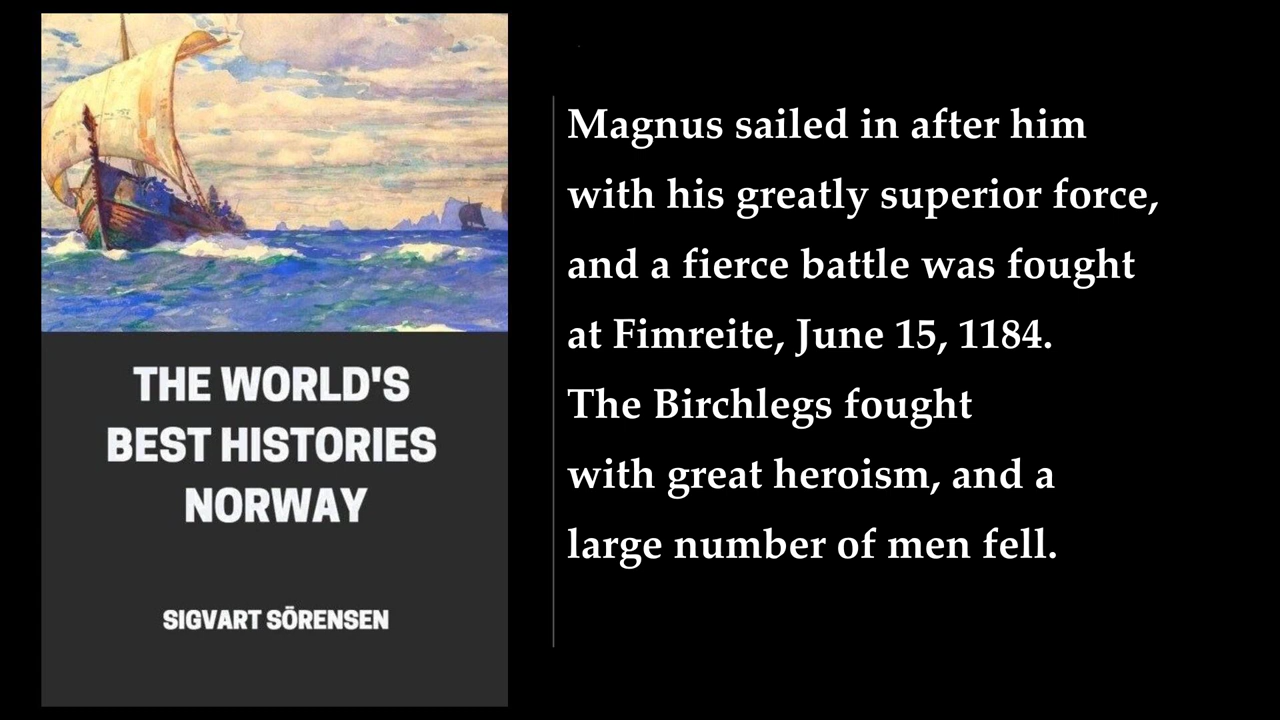 THE WORLD'S
BEST HISTORIES
NORWAY
SIGVART SÖRENSEN
Magnus sailed in after him
with his greatly superior force,
and a fierce battle was fought
at Fimreite, June 15, 1184.
The Birchlegs fought
with great heroism, and a
large number of men fell.